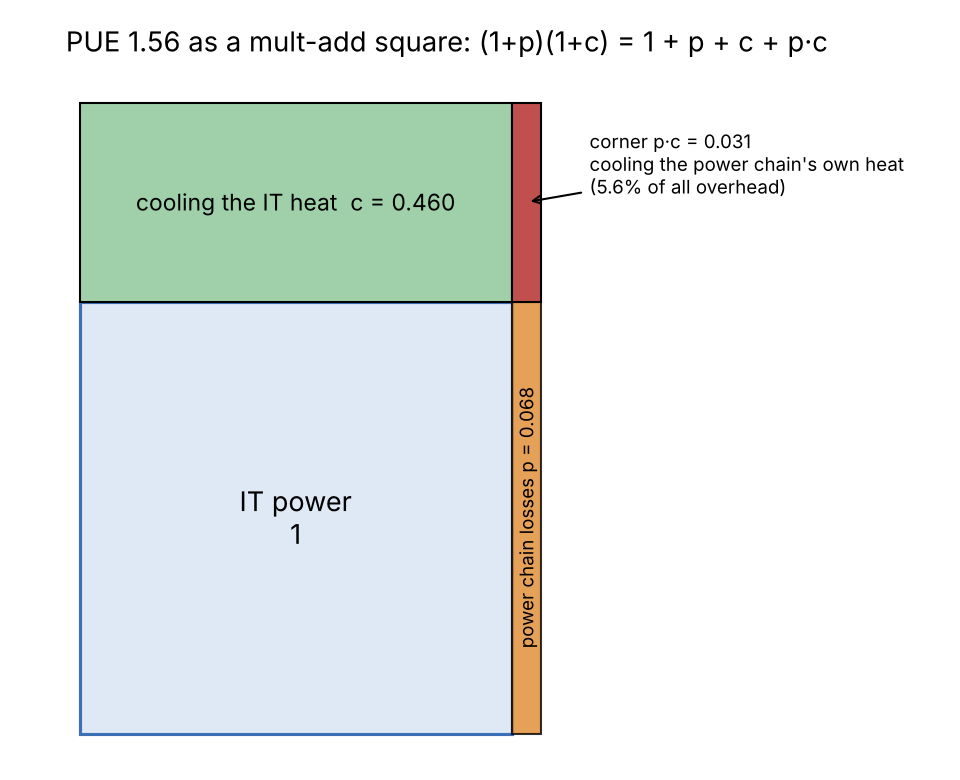 PUE 1.56 as a mult-add square: (1+p)(1+c) = 1 + p + c + p·c
corner p·c = 0.031
cooling the power chain's own heat
(5.6% of all overhead)
cooling the IT heat  c = 0.460
power chain losses p = 0.068
IT power
1